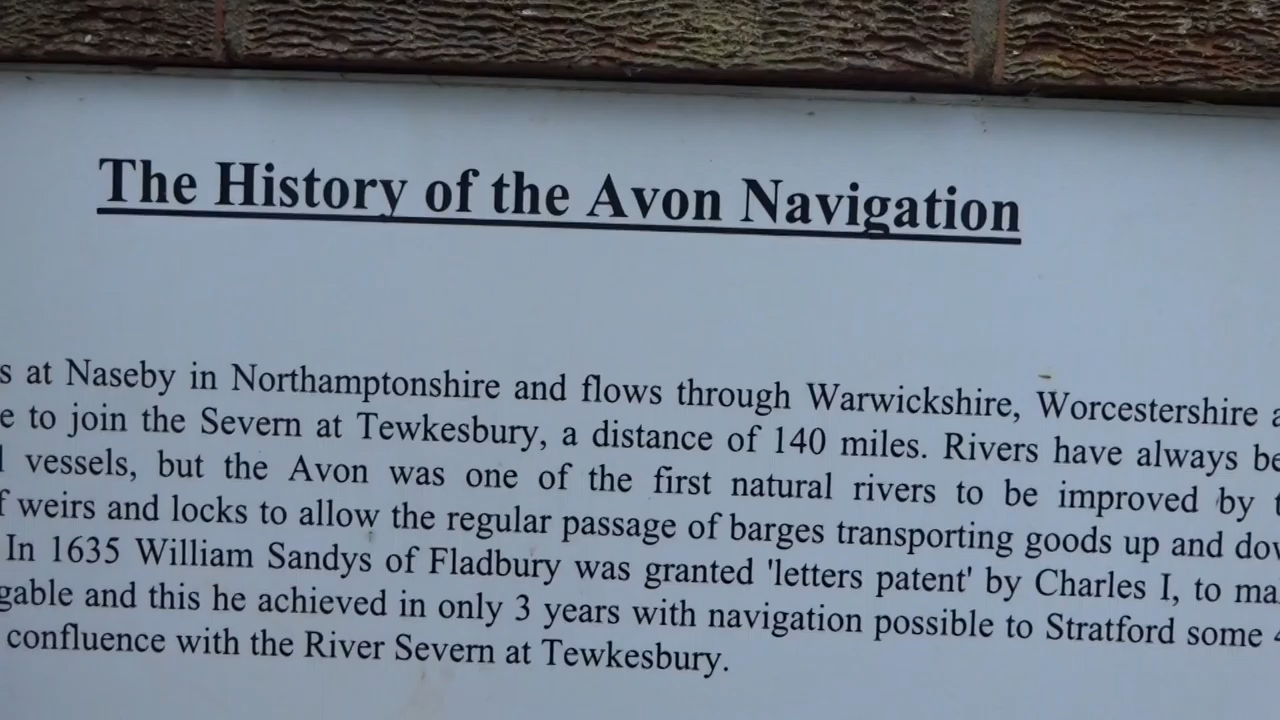 The History of the Avon Navigation
at Naseby in Northamptonshire and flows through Warwickshire, Worcestershire
to join the Severn at Tewkesbury, a distance of 140 miles. Rivers have always
vessels, but the Avon was one of the first natural rivers to be improved by
weirs and locks to allow the regular passage of barges transporting goods up and
In 1635 William Sandys of Fladbury was granted 'letters patent' by Charles I, to
and this he achieved in only 3 years with navigation possible to Stratford some
confluence with the River Severn at Tewkesbury.